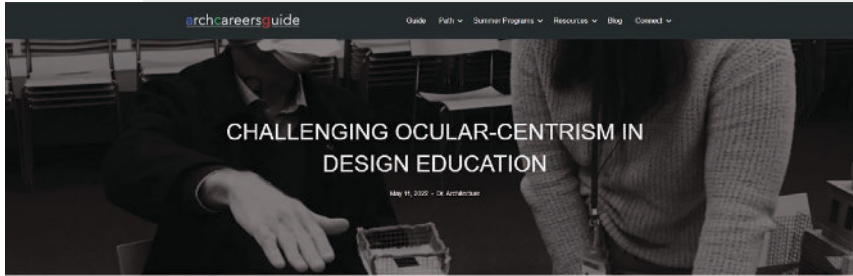 archcareersguide
Guide Path Summer Programs Resources Blog Connect
CHALLENGING OCULAR-CENTRISM IN
DESIGN EDUCATION
May 11, 2022 - Dr. Architecture